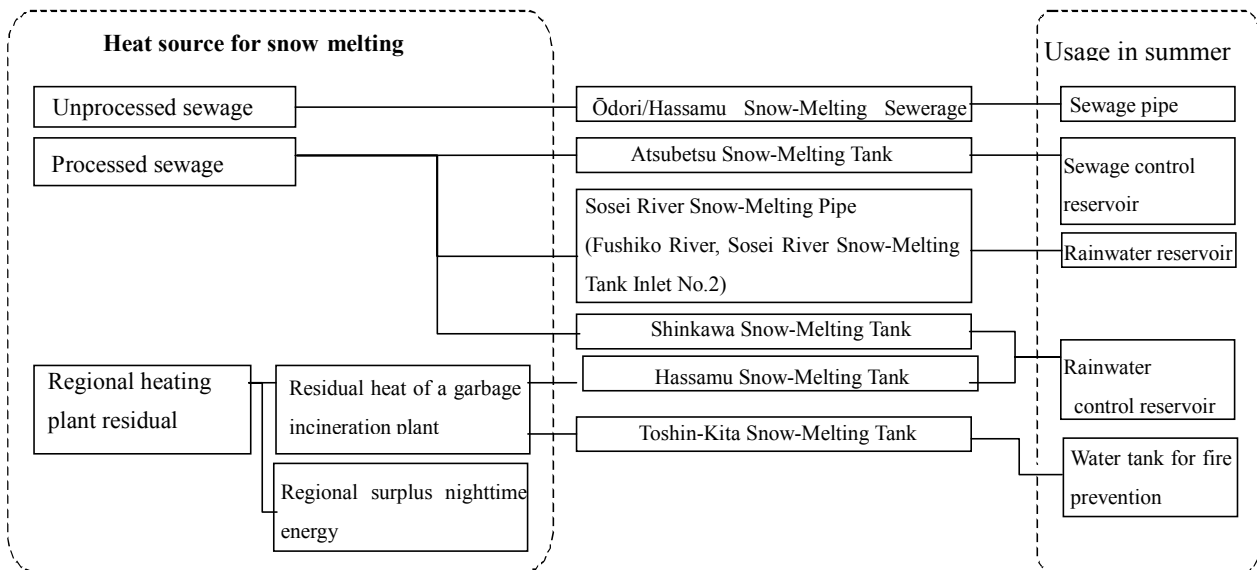 Heat source for snow melting
Usage in summer
Unprocessed sewage
Ōdori/Hassamu Snow-Melting Sewerage
Sewage pipe
Processed sewage
Atsubetsu Snow-Melting Tank
Sewage control
reservoir
Sosei River Snow-Melting Pipe
(Fushiko River, Sosei River Snow-Melting
Tank Inlet No.2)
Rainwater reservoir
Shinkawa Snow-Melting Tank
Regional heating
plant residual
Residual heat of a garbage
incineration plant
Hassamu Snow-Melting Tank
Rainwater
control reservoir
Toshin-Kita Snow-Melting Tank
Water tank for fire
prevention
Regional surplus nighttime
energy